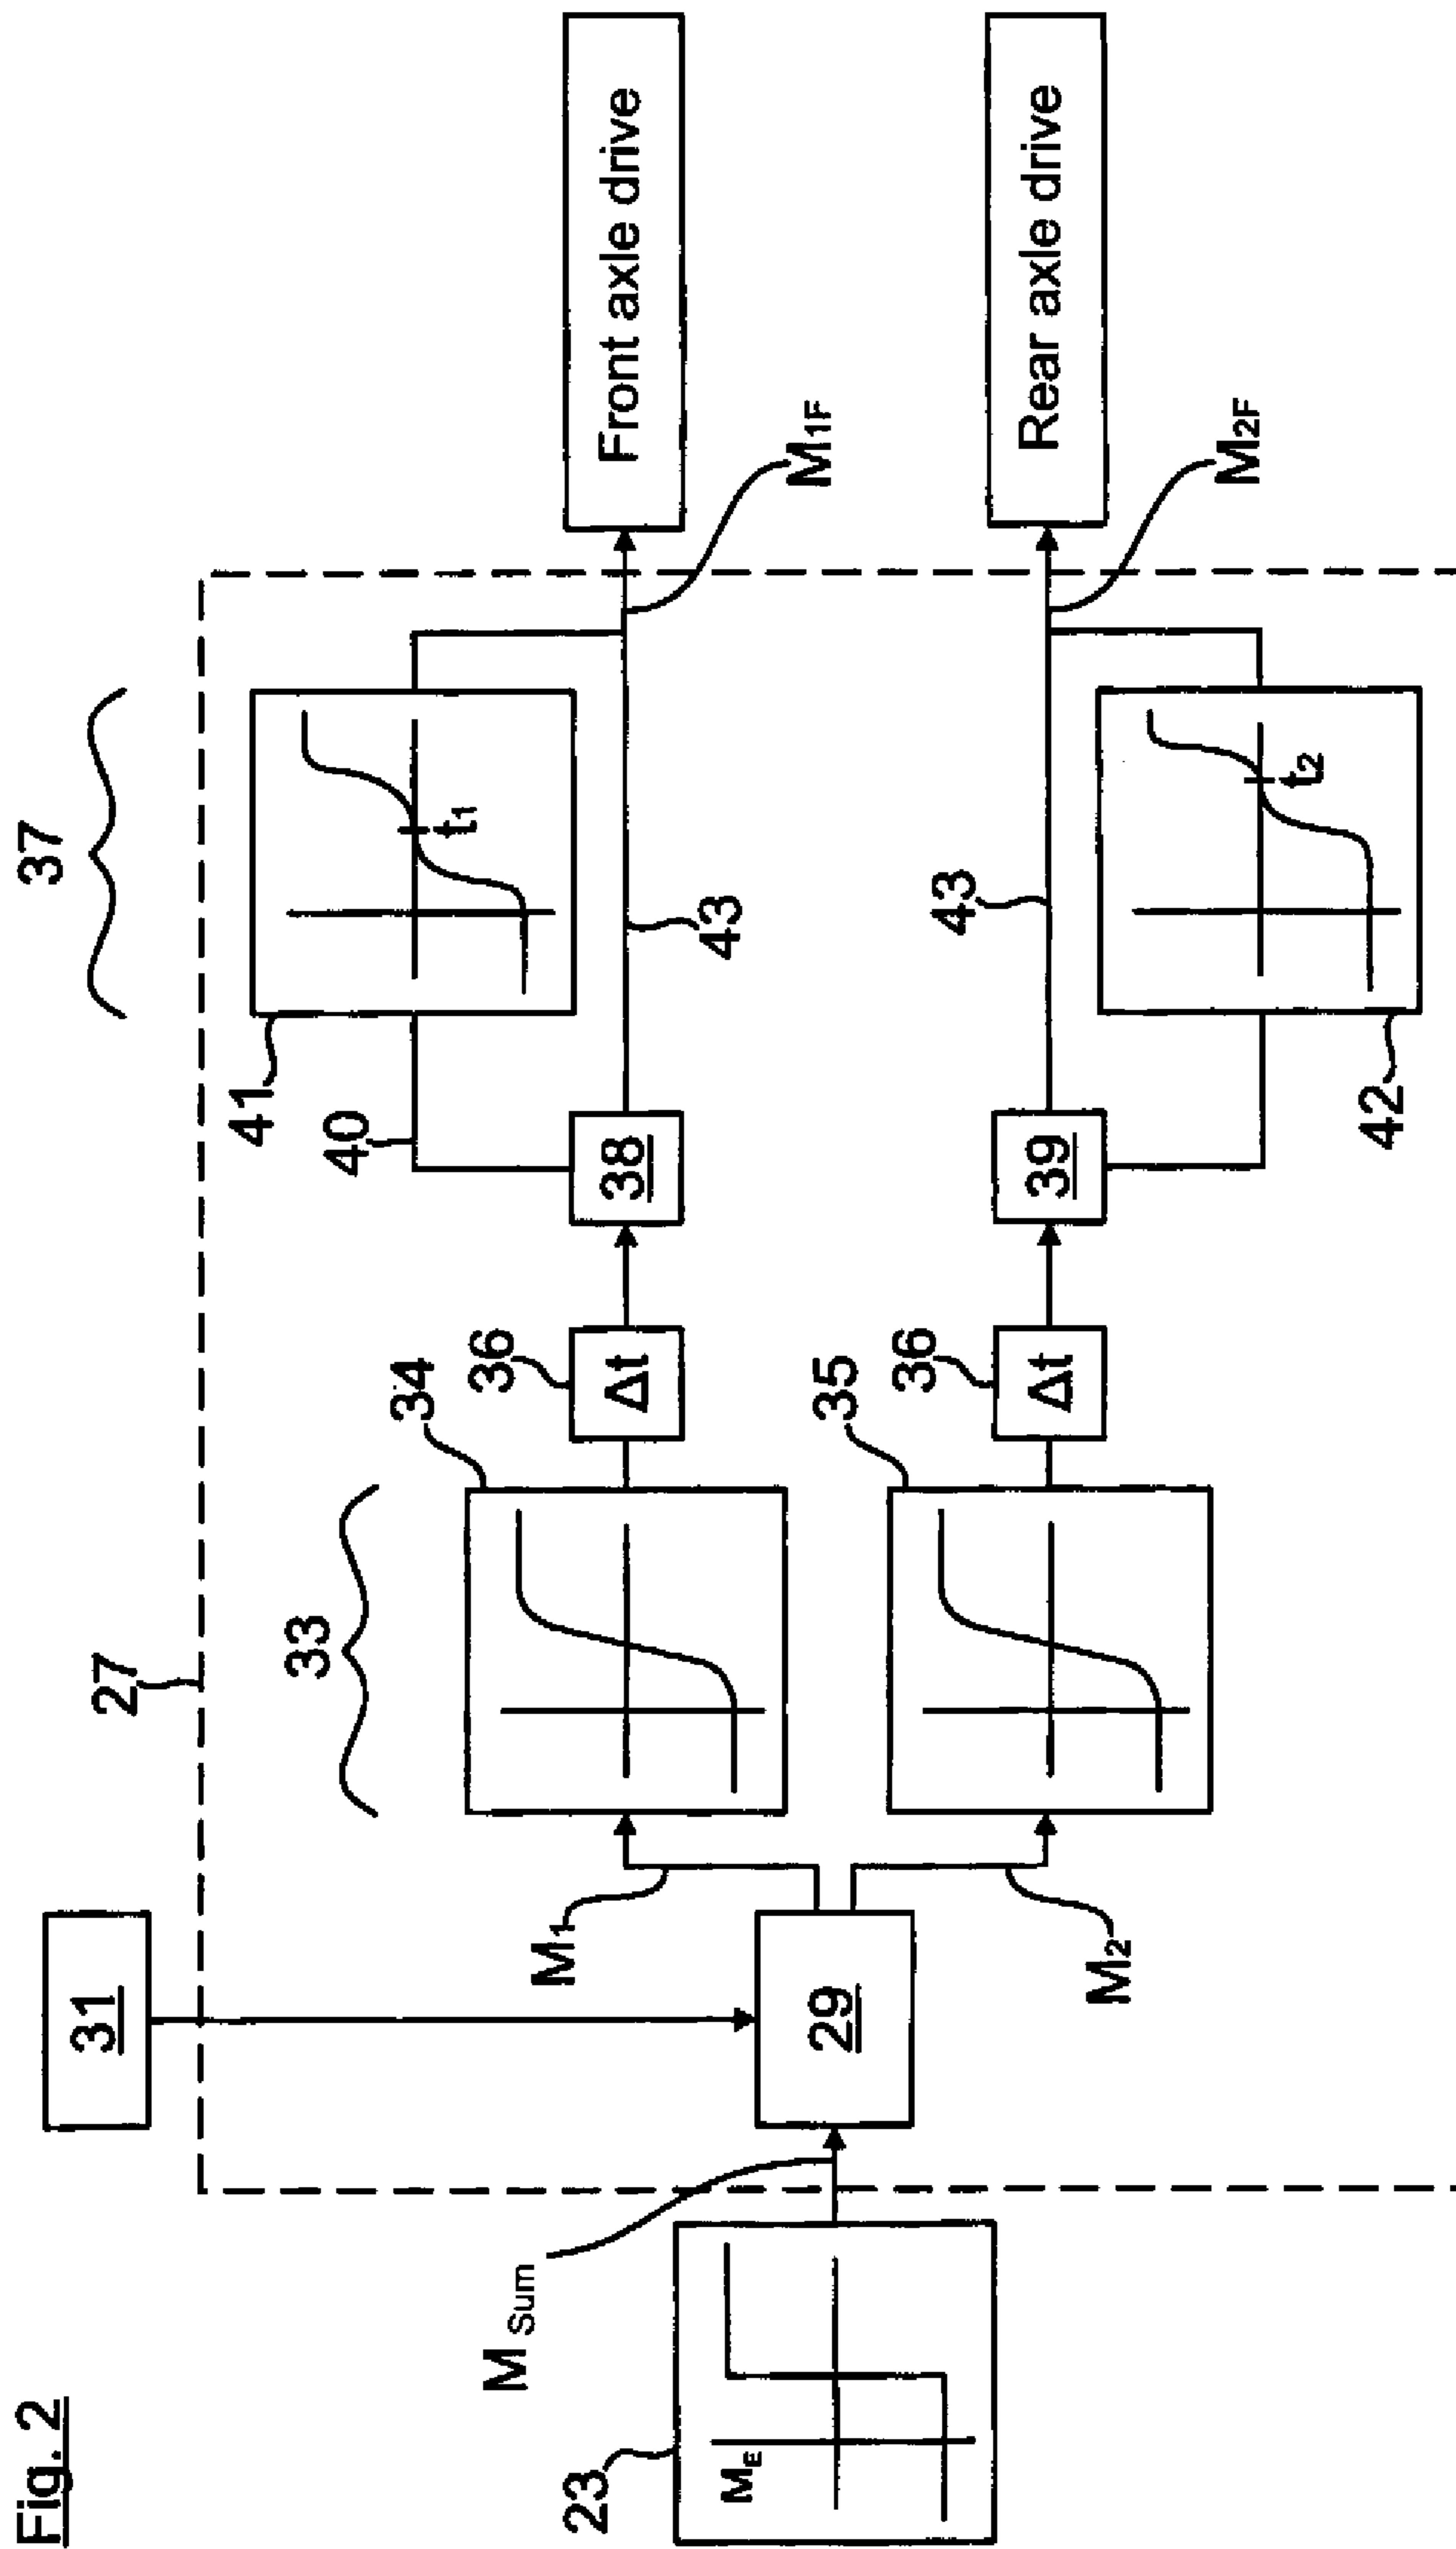 Fig. 2
31
27
37
33
41
40
t₁
34
36
Δt
38
43
Front axle drive
M₁F
M Sum
M₁
23
Mᴇ
29
M₂
35
36
Δt
39
43
Rear axle drive
M₂F
t₂
42